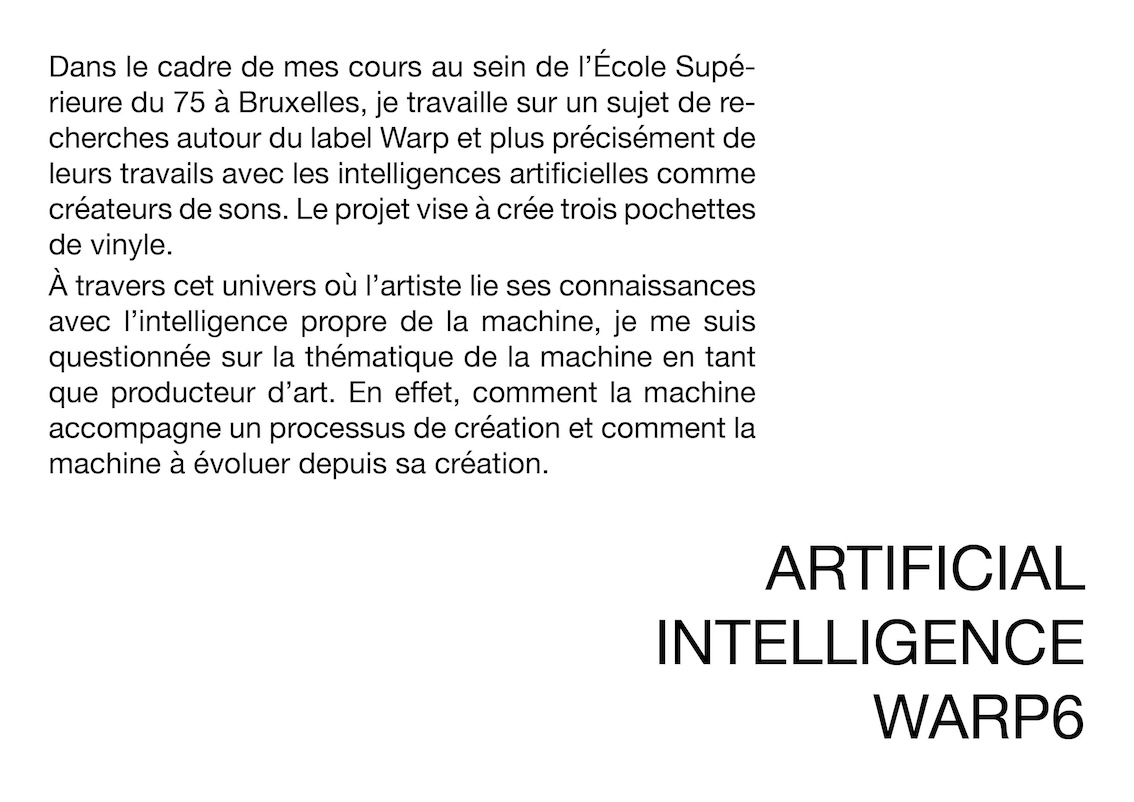 Dans le cadre de mes cours au sein de l’École Supé-
rieure du 75 à Bruxelles, je travaille sur un sujet de re-
cherches autour du label Warp et plus précisément de
leurs travails avec les intelligences artificielles comme
créateurs de sons. Le projet vise à crée trois pochettes
de vinyle.
À travers cet univers où l’artiste lie ses connaissances
avec l’intelligence propre de la machine, je me suis
questionnée sur la thématique de la machine en tant
que producteur d’art. En effet, comment la machine
accompagne un processus de création et comment la
machine à évoluer depuis sa création.
ARTIFICIAL
INTELLIGENCE
WARP6